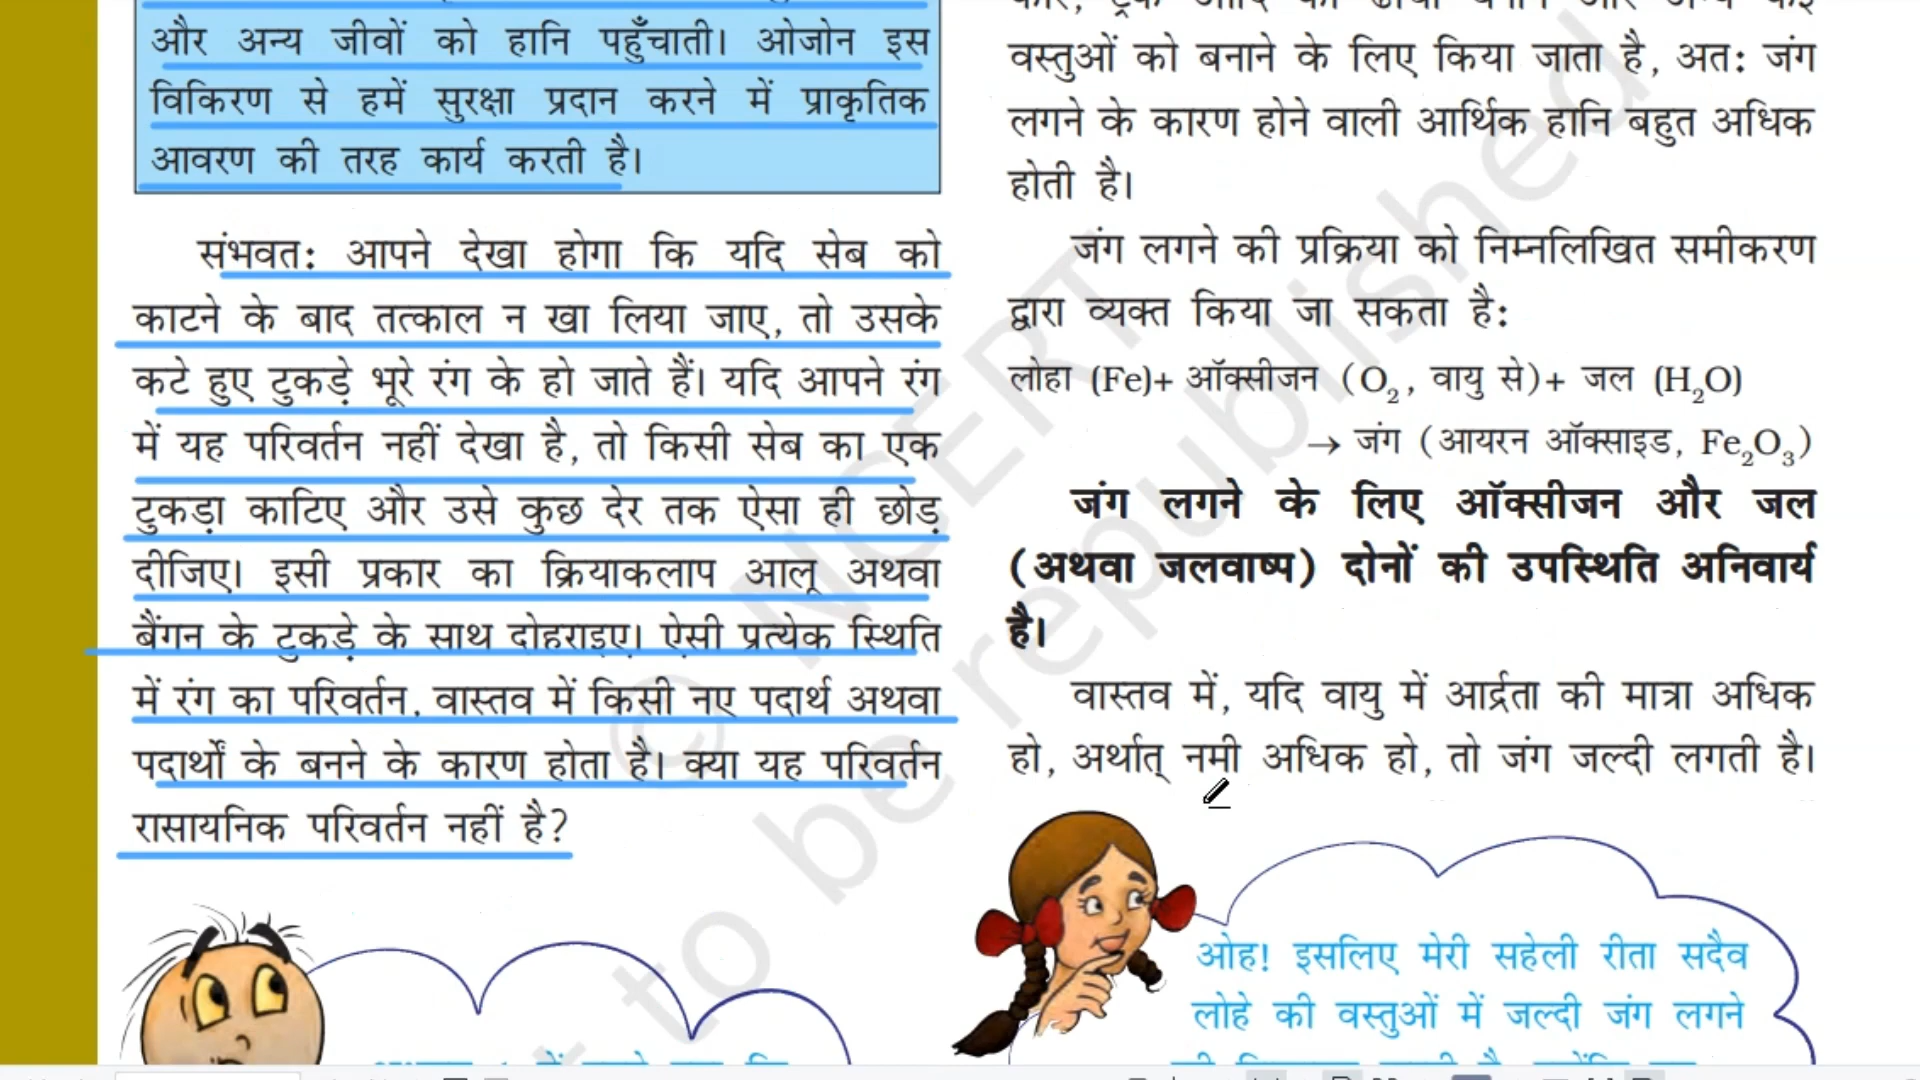 और अन्य जीवों को हानि पहुँचाती। ओजोन इस
विकिरण से हमें सुरक्षा प्रदान करने में प्राकृतिक
आवरण की तरह कार्य करती है।
संभवत: आपने देखा होगा कि यदि सेब को
काटने के बाद तत्काल न खा लिया जाए, तो उसके
कटे हुए टुकड़े भूरे रंग के हो जाते हैं। यदि आपने रंग
में यह परिवर्तन नहीं देखा है, तो किसी सेब का एक
टुकड़ा काटिए और उसे कुछ देर तक ऐसा ही छोड़
दीजिए। इसी प्रकार का क्रियाकलाप आलू अथवा
बैंगन के टुकड़े के साथ दोहराइए। ऐसी प्रत्येक स्थिति
में रंग का परिवर्तन, वास्तव में किसी नए पदार्थ अथवा
पदार्थों के बनने के कारण होता है। क्या यह परिवर्तन
रासायनिक परिवर्तन नहीं है?
वस्तुओं को बनाने के लिए किया जाता है, अत: जंग
लगने के कारण होने वाली आर्थिक हानि बहुत अधिक
होती है।
जंग लगने की प्रक्रिया को निम्नलिखित समीकरण
द्वारा व्यक्त किया जा सकता है:
लोहा (Fe)+ ऑक्सीजन (O₂, वायु से)+ जल (H₂O)
→ जंग (आयरन ऑक्साइड, Fe₂O₃)
जंग लगने के लिए ऑक्सीजन और जल
(अथवा जलवाष्प) दोनों की उपस्थिति अनिवार्य
है।
वास्तव में, यदि वायु में आर्द्रता की मात्रा अधिक
हो, अर्थात् नमी अधिक हो, तो जंग जल्दी लगती है।
ओह! इसलिए मेरी सहेली रीता सदैव
लोहे की वस्तुओं में जल्दी जंग लगने
© NCERT
to be republished